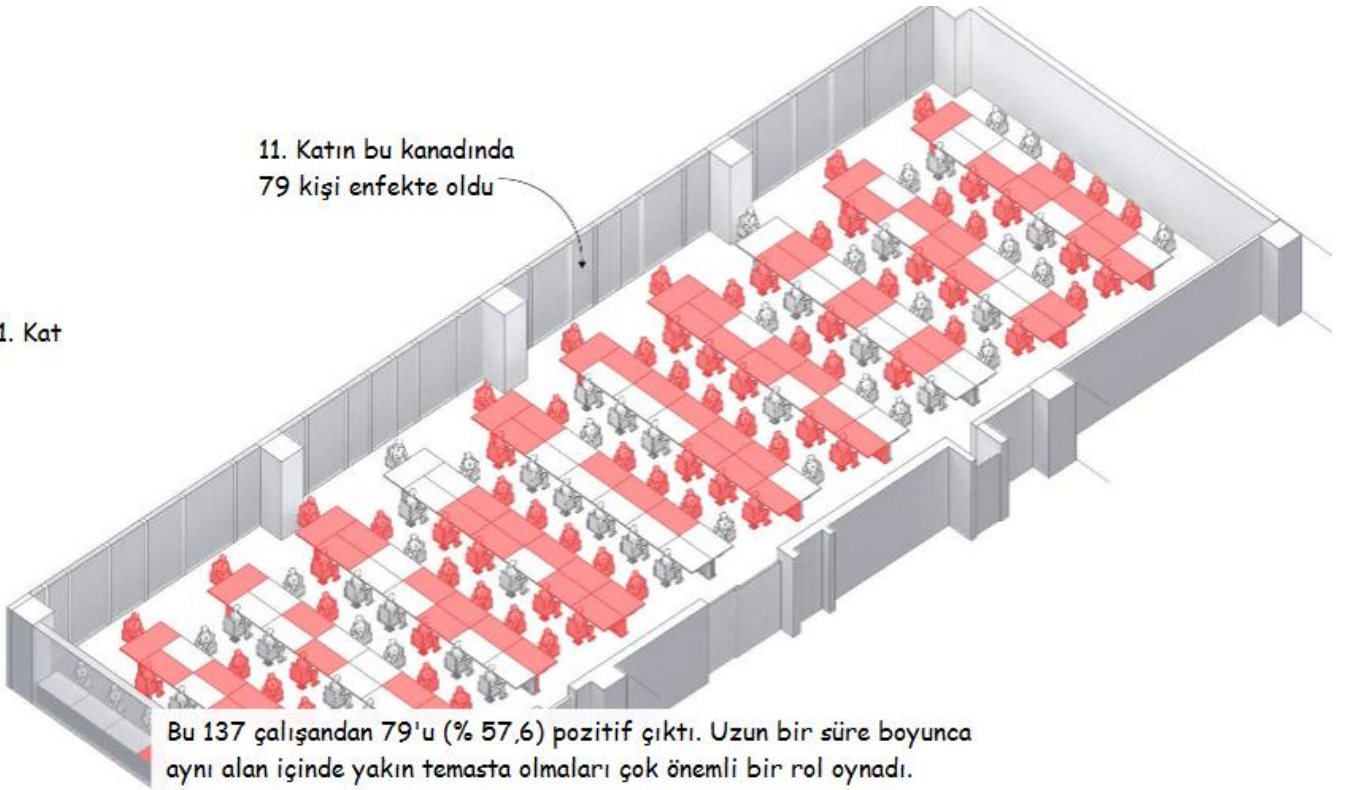 11. Katın bu kanadında
79 kişi enfekte oldu
1. Kat
Bu 137 çalışandan 79'u (% 57,6) pozitif çıktı. Uzun bir süre boyunca
aynı alan içinde yakın temasta olmaları çok önemli bir rol oynadı.